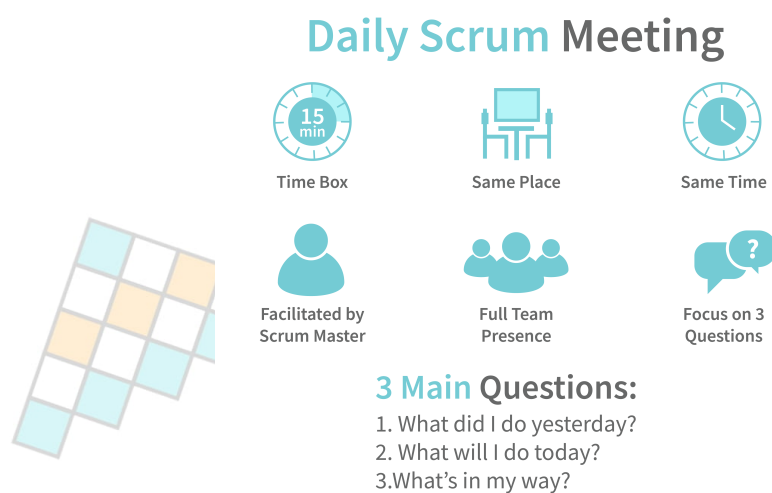 Daily Scrum Meeting
15
min
Time Box
Same Place
Same Time
Facilitated by
Scrum Master
Full Team
Presence
?
Focus on 3
Questions
3 Main Questions:
1. What did I do yesterday?
2. What will I do today?
3.What's in my way?